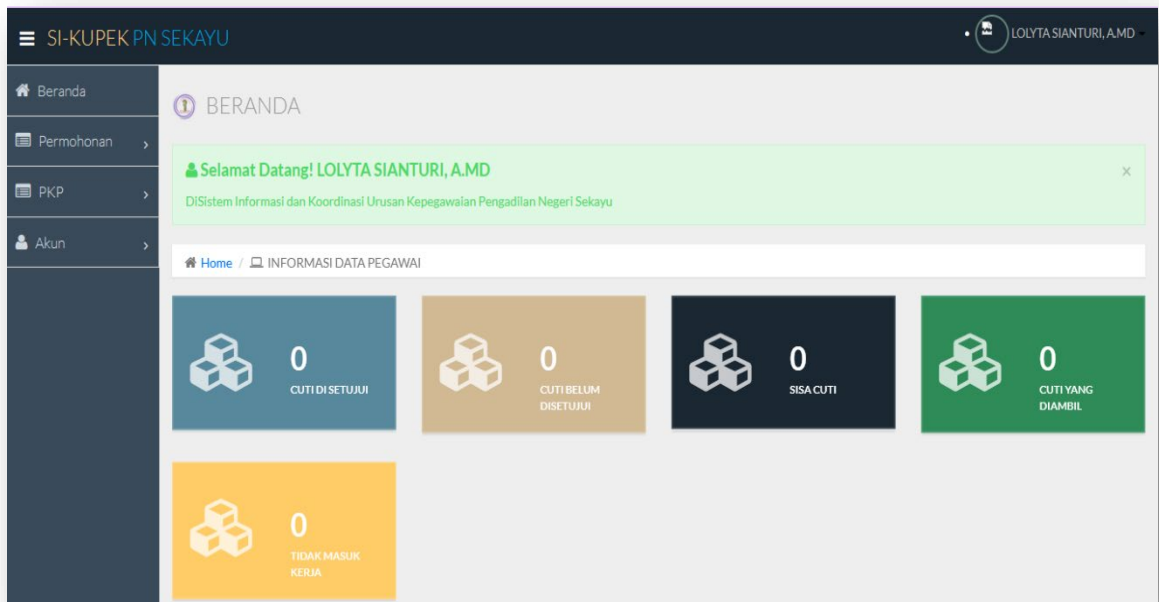 SI-KUPEK PN SEKAYU
LOLYTA SIANTURI, A.MD
Beranda
Permohonan
PKP
Akun
BERANDA
Selamat Datang! LOLYTA SIANTURI, A.MD
DiSistem Informasi dan Koordinasi Urusan Kepegawaian Pengadilan Negeri Sekayu
Home / INFORMASI DATA PEGAWAI
0
CUTI DI SETUJUI
0
CUTI BELUM
DISETUJUI
0
SISA CUTI
0
CUTI YANG
DIAMBIL
0
TIDAK MASUK
KERJA